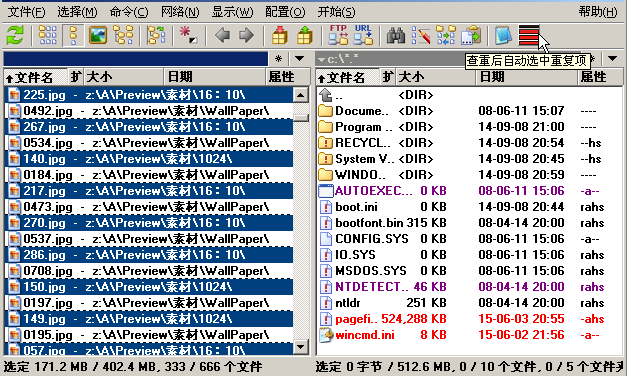 文件(F) 选择(M) 命令(C) 网络(N) 显示(W) 配置(O) 开始(S) 帮助(H)
FTP URL
查重后自动选中重复项
* ▼ c:\*.* * ▼
文件名 扩 大小 日期 属性
225.jpg - z:\A\Preview\素材\16：10\
0492.jpg - z:\A\Preview\素材\WallPaper\
267.jpg - z:\A\Preview\素材\16：10\
0534.jpg - z:\A\Preview\素材\WallPaper\
140.jpg - z:\A\Preview\素材\1024\
0184.jpg - z:\A\Preview\素材\WallPaper\
217.jpg - z:\A\Preview\素材\16：10\
0473.jpg - z:\A\Preview\素材\WallPaper\
270.jpg - z:\A\Preview\素材\16：10\
0537.jpg - z:\A\Preview\素材\WallPaper\
286.jpg - z:\A\Preview\素材\16：10\
0708.jpg - z:\A\Preview\素材\WallPaper\
150.jpg - z:\A\Preview\素材\1024\
0197.jpg - z:\A\Preview\素材\WallPaper\
149.jpg - z:\A\Preview\素材\1024\
0195.jpg - z:\A\Preview\素材\WallPaper\
057.jpg - z:\A\Preview\素材\16：10\
选定 171.2 MB / 402.4 MB, 333 / 666 个文件
文件名 扩 大小 日期 属性
.. <DIR>
Docume.. <DIR> 08-06-11 15:07 ----
Program .. <DIR> 14-09-08 21:00 ----
RECYCL.. <DIR> 14-09-08 20:54 --hs
System V.. <DIR> 14-09-08 20:45 --hs
WINDO.. <DIR> 14-09-08 20:59 ----
AUTOEXEC... 0 KB 08-06-11 15:06 -a--
boot.ini 0 KB 14-09-08 20:44 rahs
bootfont.bin 315 KB 08-04-14 20:00 rahs
CONFIG.SYS 0 KB 08-06-11 15:06 -a--
IO.SYS 0 KB 08-06-11 15:06 rahs
MSDOS.SYS 0 KB 08-06-11 15:06 rahs
NTDETECT.. 46 KB 08-04-14 20:00 rahs
ntldr 251 KB 08-04-14 20:00 rahs
pagefi.. 524,288 KB 15-06-03 20:55 -ahs
wincmd.ini 8 KB 15-06-02 21:56 -a--
选定 0 字节 / 512.6 MB, 0 / 10 个文件, 0 / 5 个文件